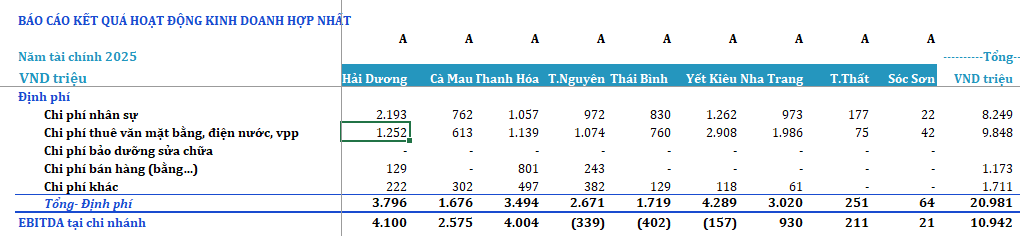 BÁO CÁO KẾT QUẢ HOẠT ĐỘNG KINH DOANH HỢP NHẤT
A A A A A A A A A
Năm tài chính 2025 ----------Tổng--
VND triệu Hải Dương Cà Mau Thanh Hóa T.Nguyên Thái Bình Yết Kiêu Nha Trang T.Thất Sóc Sơn VND triệu
Định phí
Chi phí nhân sự 2.193 762 1.057 972 830 1.262 973 177 22 8.249
Chi phí thuê văn mặt bằng, điện nước, vpp 1.252 613 1.139 1.074 760 2.908 1.986 75 42 9.848
Chi phí bảo dưỡng sửa chữa - - - - - - - - - -
Chi phí bán hàng (bằng...) 129 - 801 243 - - - - 1.173
Chi phí khác 222 302 497 382 129 118 61 - - 1.711
Tổng- Định phí 3.796 1.676 3.494 2.671 1.719 4.289 3.020 251 64 20.981
EBITDA tại chi nhánh 4.100 2.575 4.004 (339) (402) (157) 930 211 21 10.942